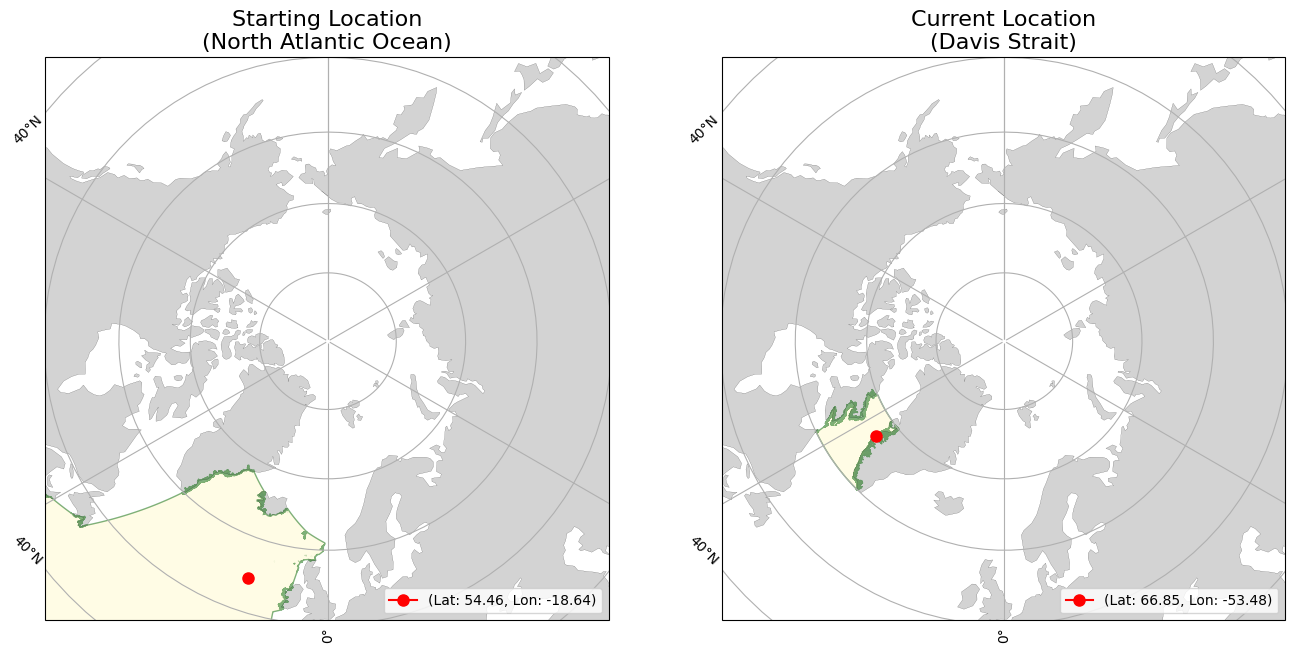 Starting Location
(North Atlantic Ocean)
40°N
40°N
0°
(Lat: 54.46, Lon: -18.64)
Current Location
(Davis Strait)
40°N
40°N
0°
(Lat: 66.85, Lon: -53.48)